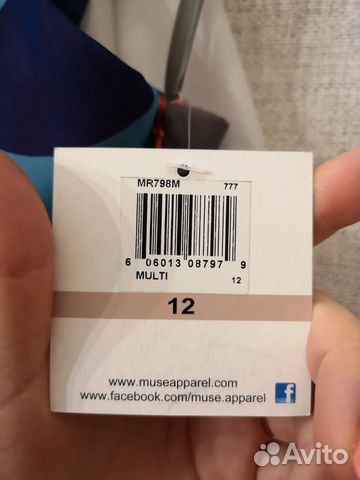 MR798M 777
6 06013 08797 9
MULTI 12
12
www.museapparel.com
www.facebook.com/muse.apparel f
Avito